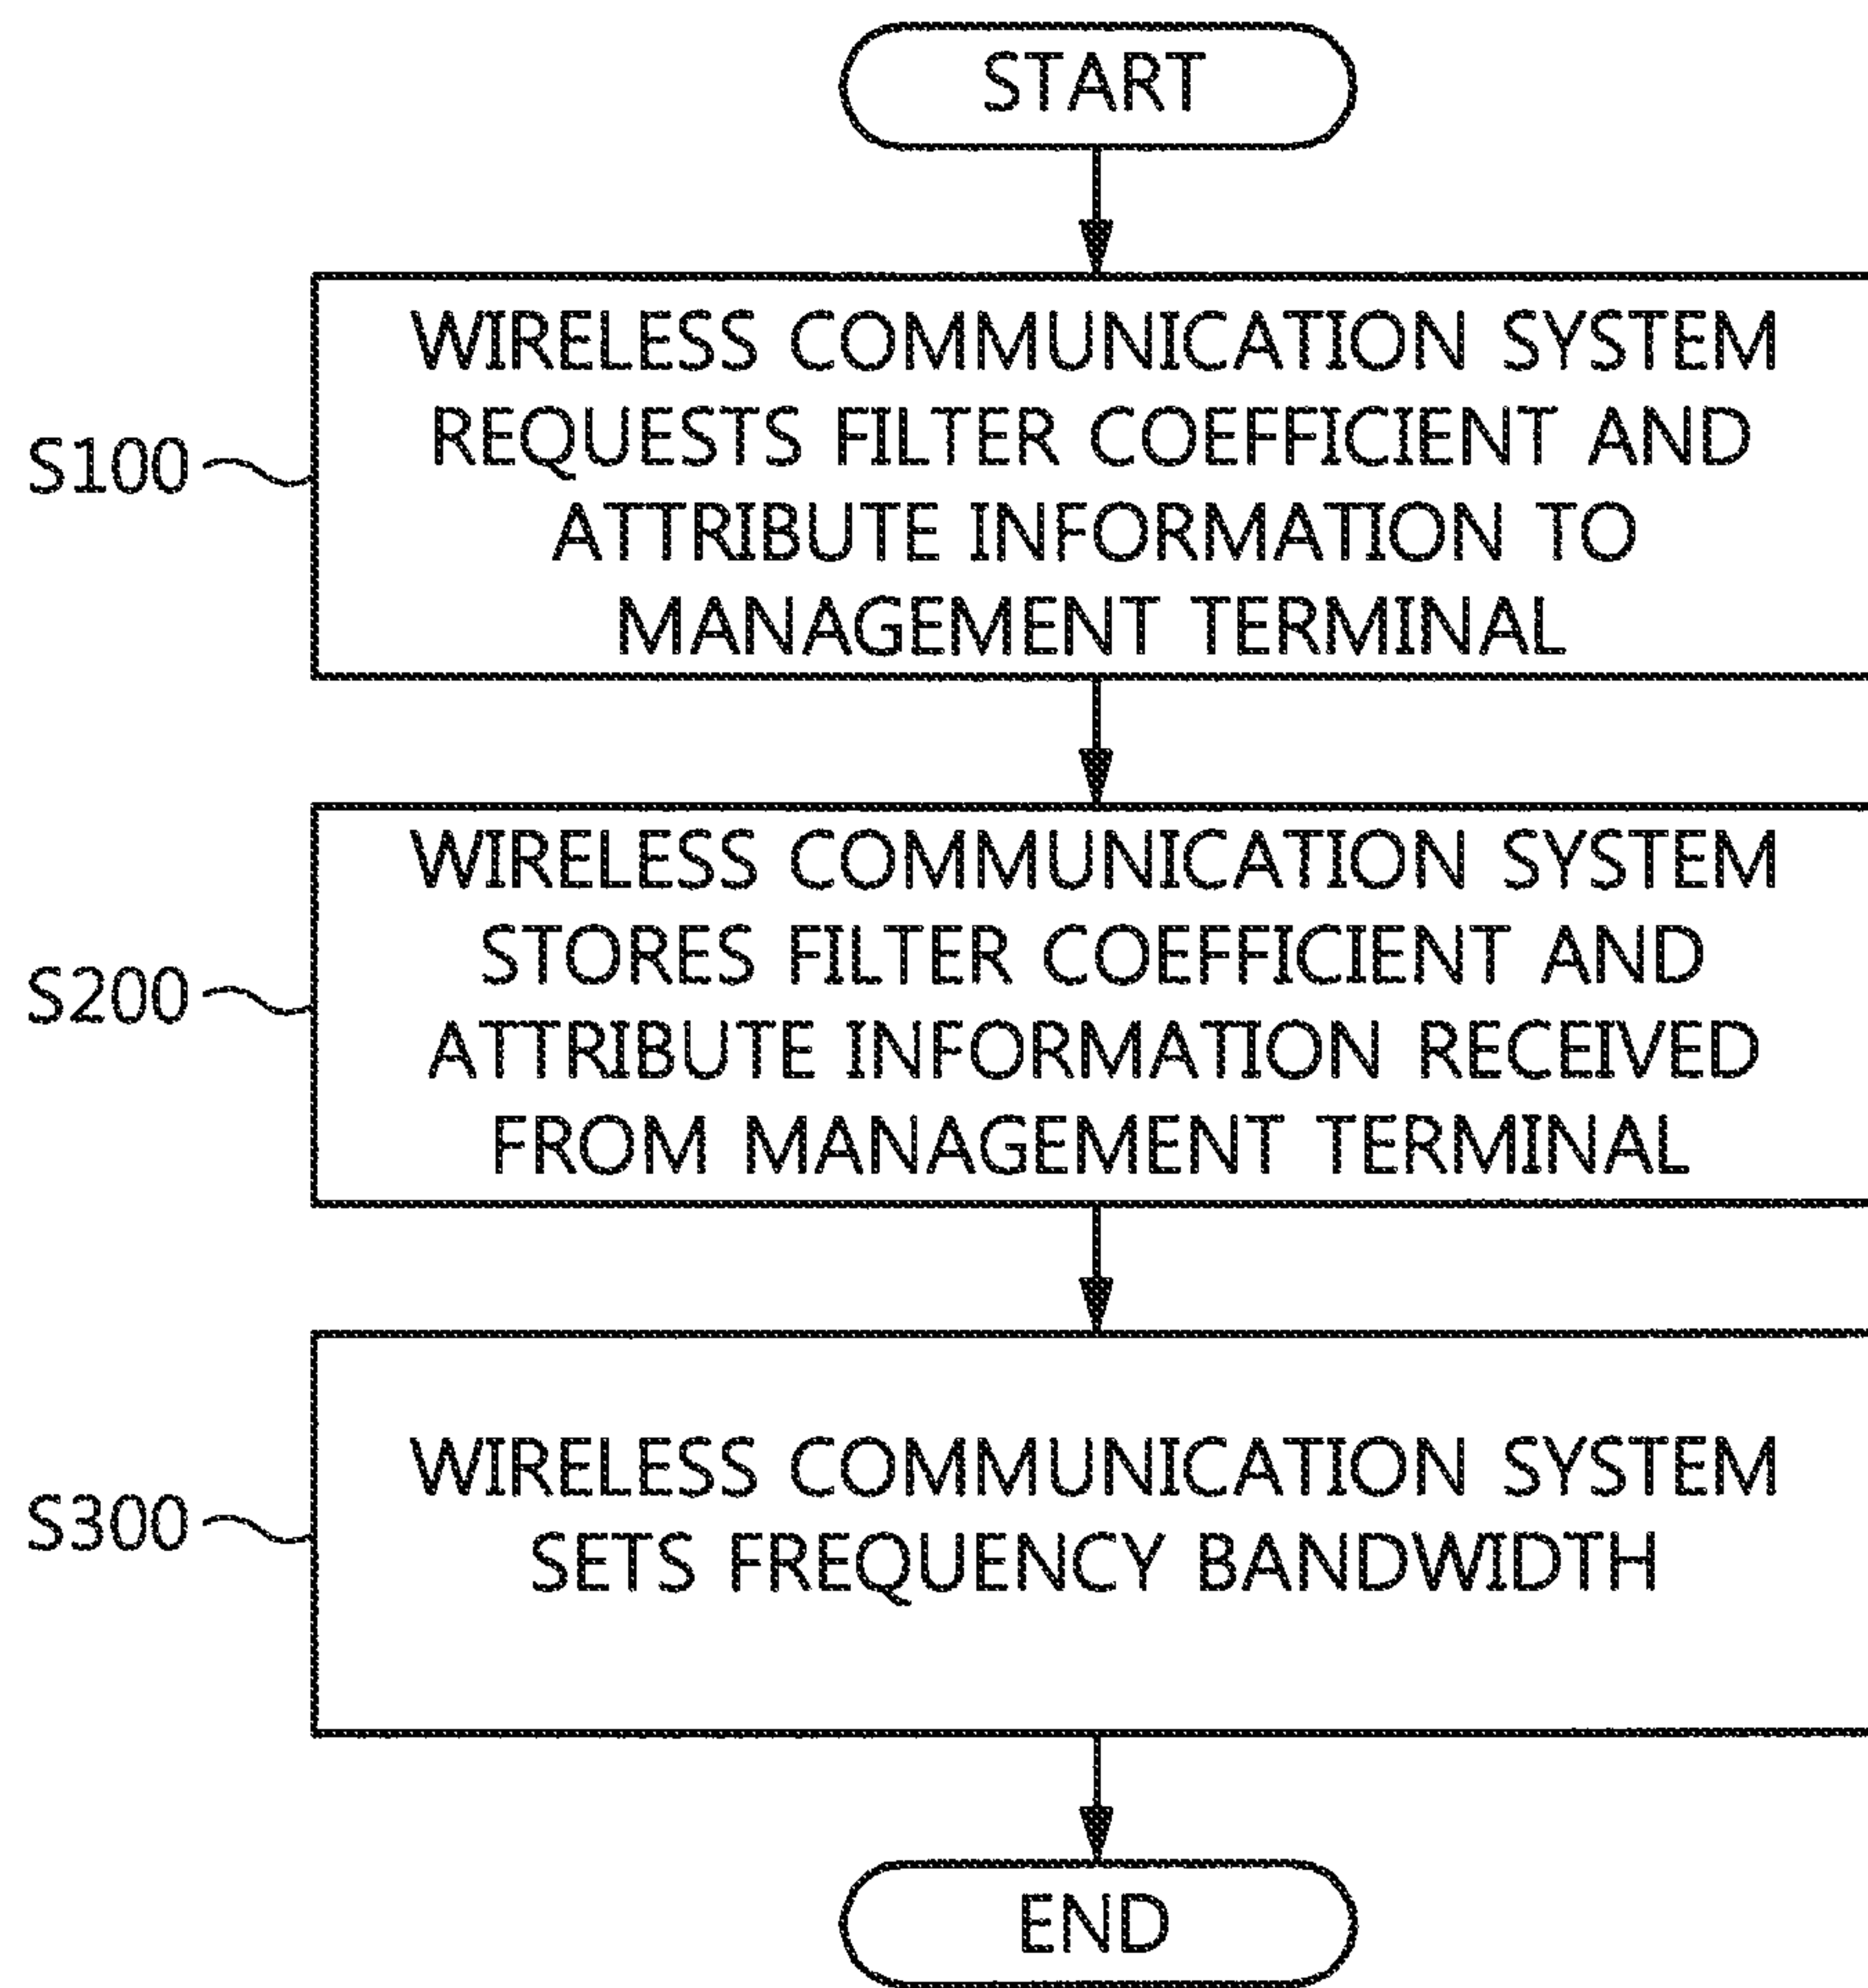 START
S100
WIRELESS COMMUNICATION SYSTEM
REQUESTS FILTER COEFFICIENT AND
ATTRIBUTE INFORMATION TO
MANAGEMENT TERMINAL
S200
WIRELESS COMMUNICATION SYSTEM
STORES FILTER COEFFICIENT AND
ATTRIBUTE INFORMATION RECEIVED
FROM MANAGEMENT TERMINAL
S300
WIRELESS COMMUNICATION SYSTEM
SETS FREQUENCY BANDWIDTH
END